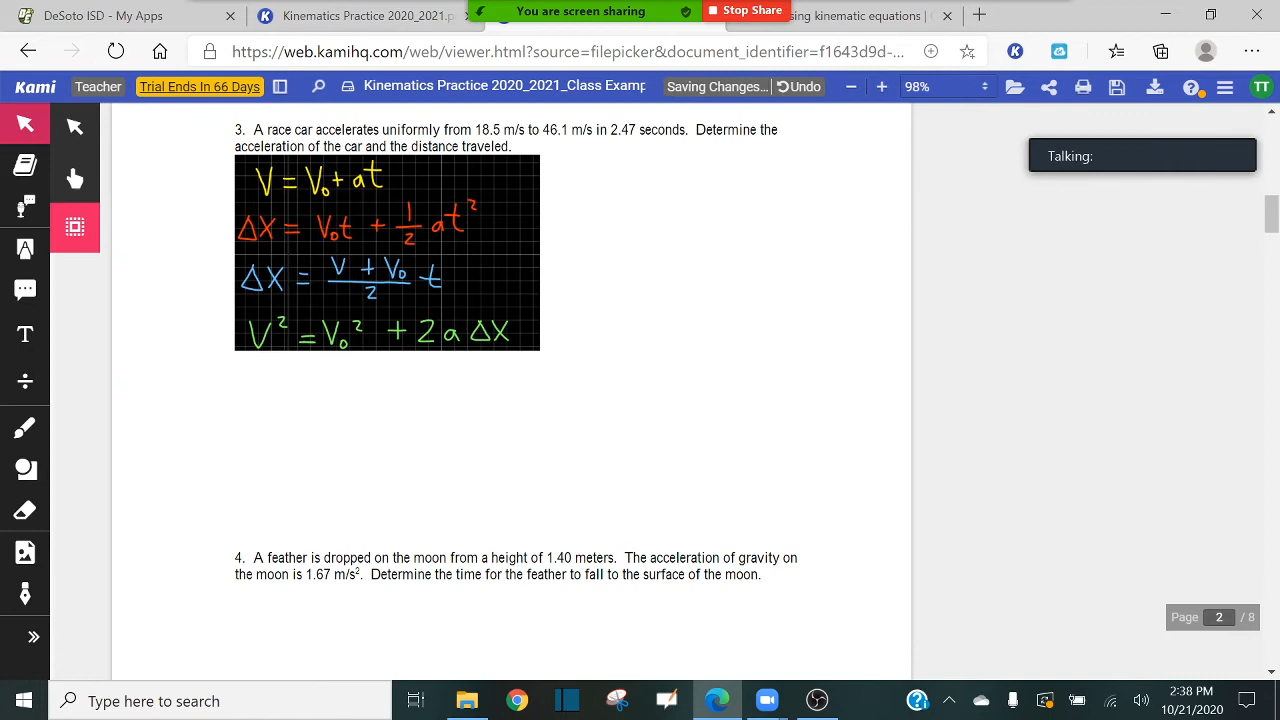 DeSoto ISD - My Apps
Kinematics Practice 2020_2021.p
You are screen sharing
Stop Share
sing kinematic equations (
https://web.kamihq.com/web/viewer.html?source=filepicker&document_identifier=f1643d9d-...
Kami
Teacher
Trial Ends In 66 Days
Kinematics Practice 2020_2021_Class Examp
Saving Changes...
Undo
98%
TT
Talking:
3. A race car accelerates uniformly from 18.5 m/s to 46.1 m/s in 2.47 seconds. Determine the
acceleration of the car and the distance traveled.
V = V₀ + at
ΔX = V₀t + 1/2 at²
ΔX = (V + V₀)/2 t
V² = V₀² + 2 a ΔX
4. A feather is dropped on the moon from a height of 1.40 meters. The acceleration of gravity on
the moon is 1.67 m/s². Determine the time for the feather to fall to the surface of the moon.
Page 2 / 8
Type here to search
2:38 PM
10/21/2020